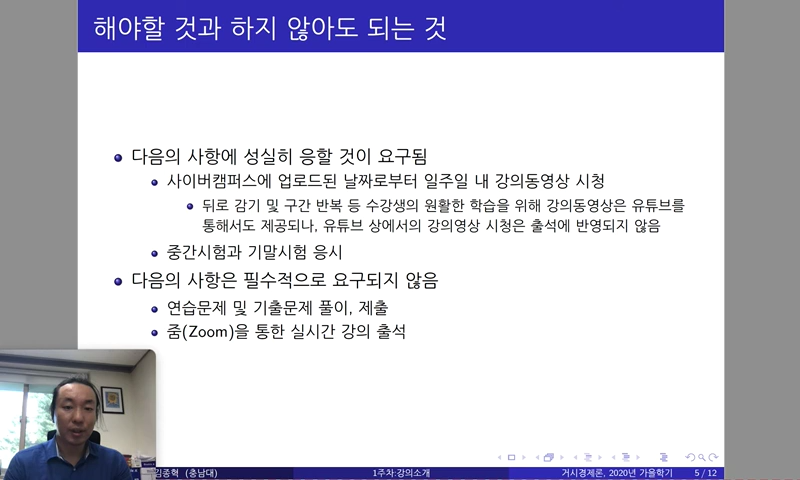 해야할 것과 하지 않아도 되는 것
다음의 사항에 성실히 응할 것이 요구됨
사이버캠퍼스에 업로드된 날짜로부터 일주일 내 강의동영상 시청
뒤로 감기 및 구간 반복 등 수강생의 원활한 학습을 위해 강의동영상은 유튜브를
통해서도 제공되나, 유튜브 상에서의 강의영상 시청은 출석에 반영되지 않음
중간시험과 기말시험 응시
다음의 사항은 필수적으로 요구되지 않음
연습문제 및 기출문제 풀이, 제출
줌(Zoom)을 통한 실시간 강의 출석
김종혁 (충남대) 1주차:강의소개 거시경제론, 2020년 가을학기 5 / 12